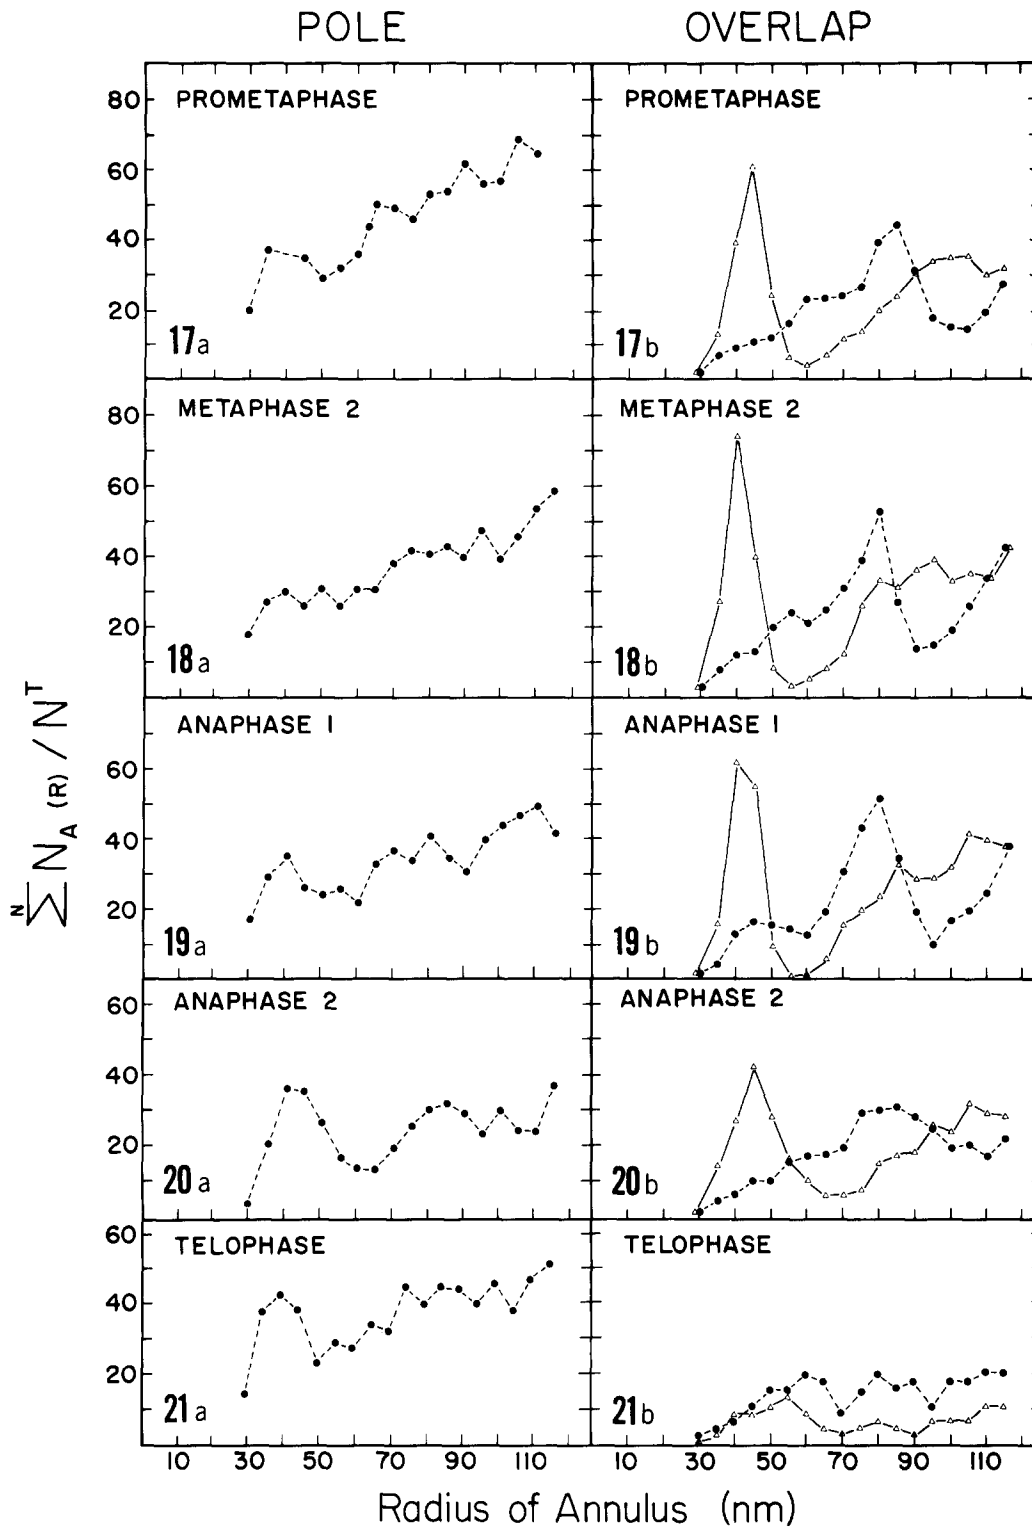 POLE OVERLAP
PROMETAPHASE PROMETAPHASE
80
60
40
20
17a 17b
METAPHASE 2 METAPHASE 2
80
60
40
20
18a 18b
ANAPHASE 1 ANAPHASE 1
60
40
20
19a 19b
ANAPHASE 2 ANAPHASE 2
60
40
20
20a 20b
TELOPHASE TELOPHASE
60
40
20
21a 21b
N∑ N_A (R) / N^T
10 30 50 70 90 110 10 30 50 70 90 110
Radius of Annulus (nm)